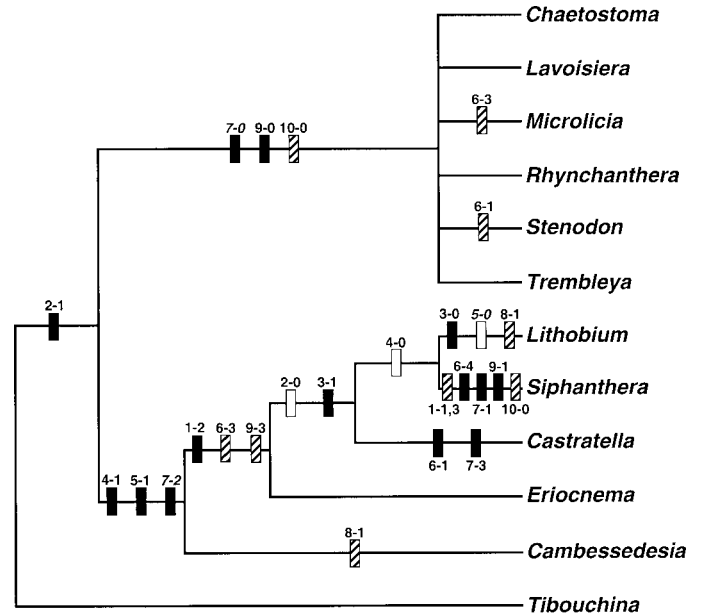 Chaetostoma
Lavoisiera
6-3
Microlicia
7-0 9-0 10-0
Rhynchanthera
6-1
Stenodon
Trembleya
2-1
3-0 5-0 8-1
Lithobium
4-0
6-4 9-1
Siphanthera
1-1,3 7-1 10-0
2-0 3-1
Castratella
6-1 7-3
1-2 6-3 9-3
Eriocnema
4-1 5-1 7-2
8-1
Cambessedesia
Tibouchina